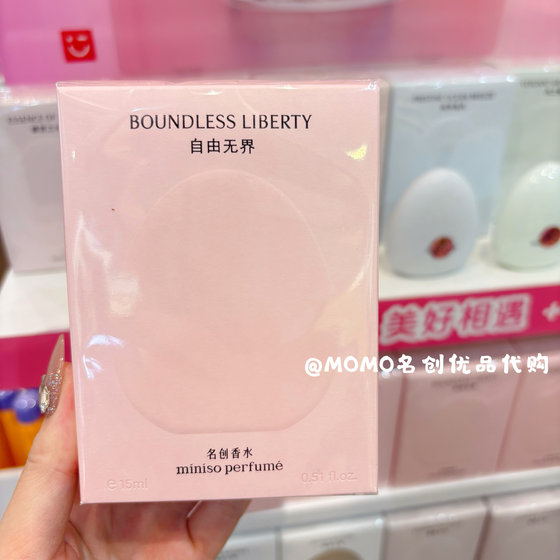 BOUNDLESS LIBERTY
自由无界
名创香水
miniso perfumé
℮15ml
0.51 fl.oz.
美好相遇 +
@MOMO名创优品代购